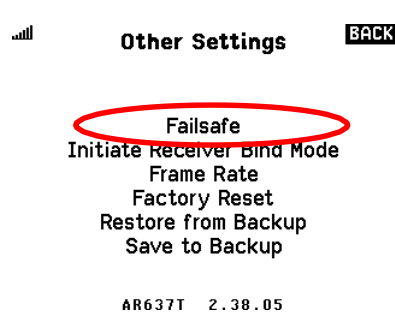 Other Settings
BACK
Failsafe
Initiate Receiver Bind Mode
Frame Rate
Factory Reset
Restore from Backup
Save to Backup
AR637T 2.38.05